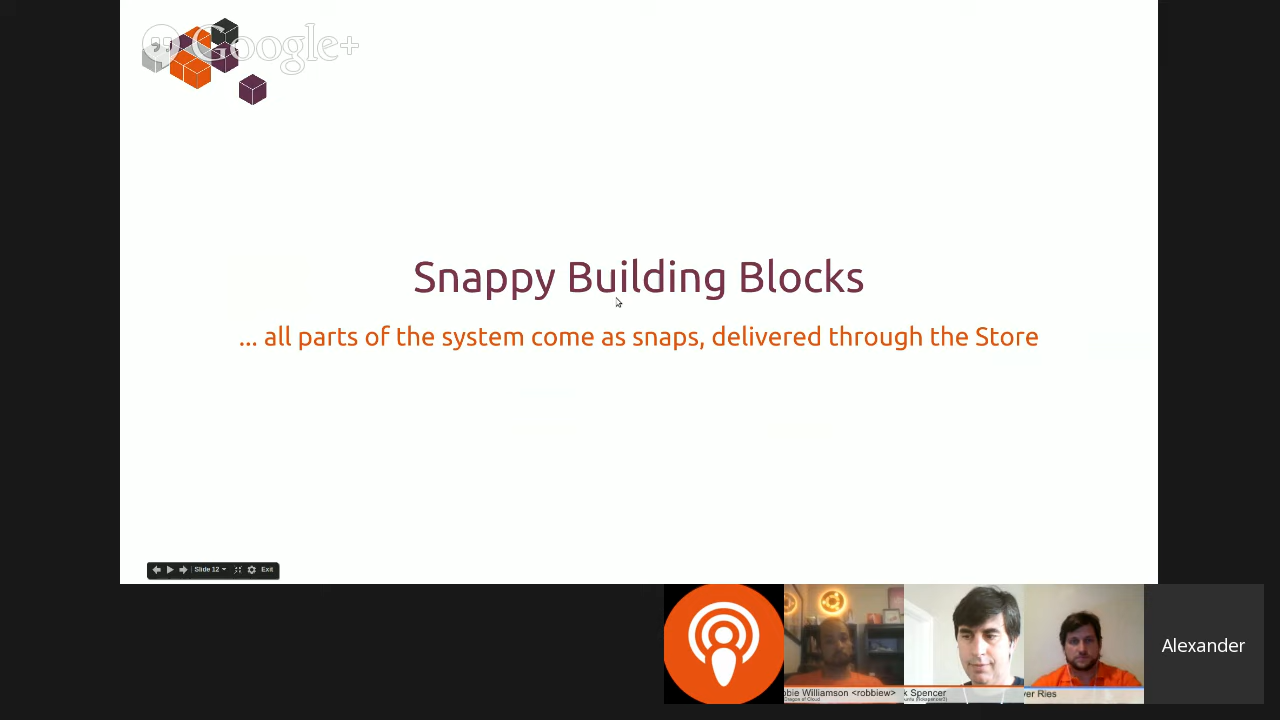 Google+
Snappy Building Blocks
... all parts of the system come as snaps, delivered through the Store
Slide 12
Exit
bie Williamson <robbiew>
k Spencer
ver Ries
Alexander